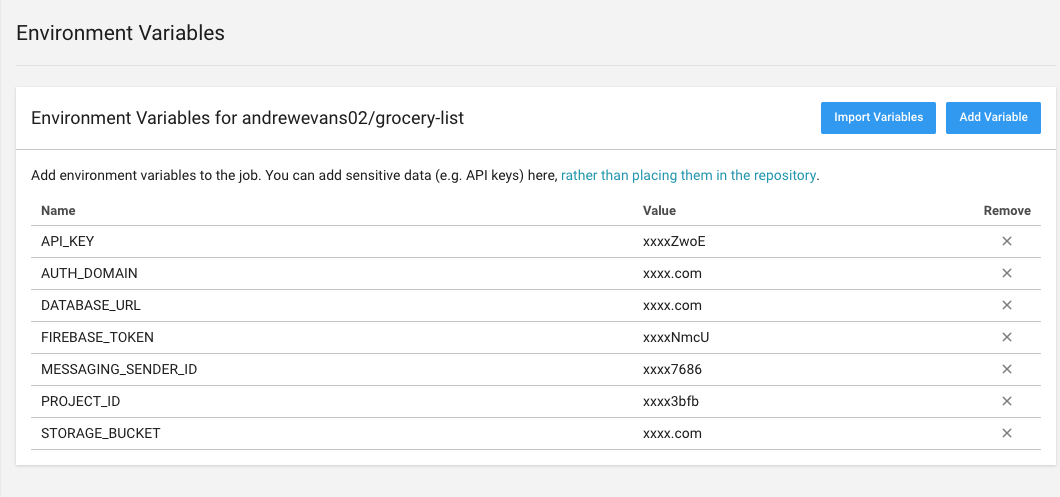 Environment Variables
Environment Variables for andrewevans02/grocery-list
Import Variables
Add Variable
Add environment variables to the job. You can add sensitive data (e.g. API keys) here, rather than placing them in the repository.
Name Value Remove
API_KEY xxxxZwoE ×
AUTH_DOMAIN xxxx.com ×
DATABASE_URL xxxx.com ×
FIREBASE_TOKEN xxxxNmcU ×
MESSAGING_SENDER_ID xxxx7686 ×
PROJECT_ID xxxx3bfb ×
STORAGE_BUCKET xxxx.com ×